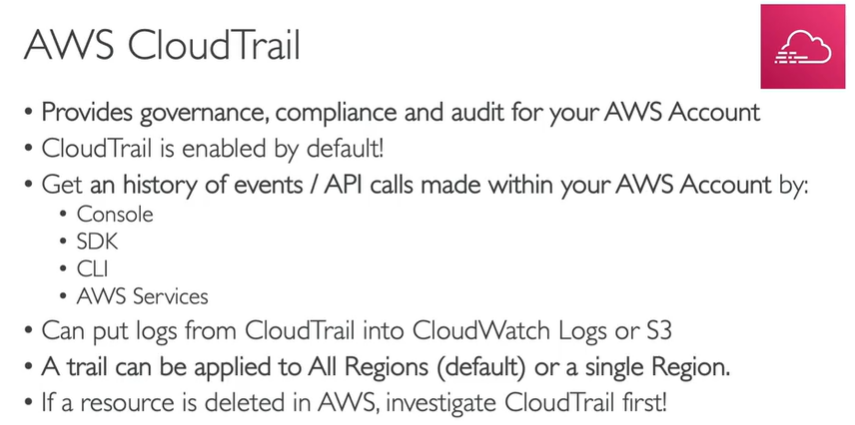 AWS CloudTrail
• Provides governance, compliance and audit for your AWS Account
• CloudTrail is enabled by default!
• Get an history of events / API calls made within your AWS Account by:
• Console
• SDK
• CLI
• AWS Services
• Can put logs from CloudTrail into CloudWatch Logs or S3
• A trail can be applied to All Regions (default) or a single Region.
• If a resource is deleted in AWS, investigate CloudTrail first!